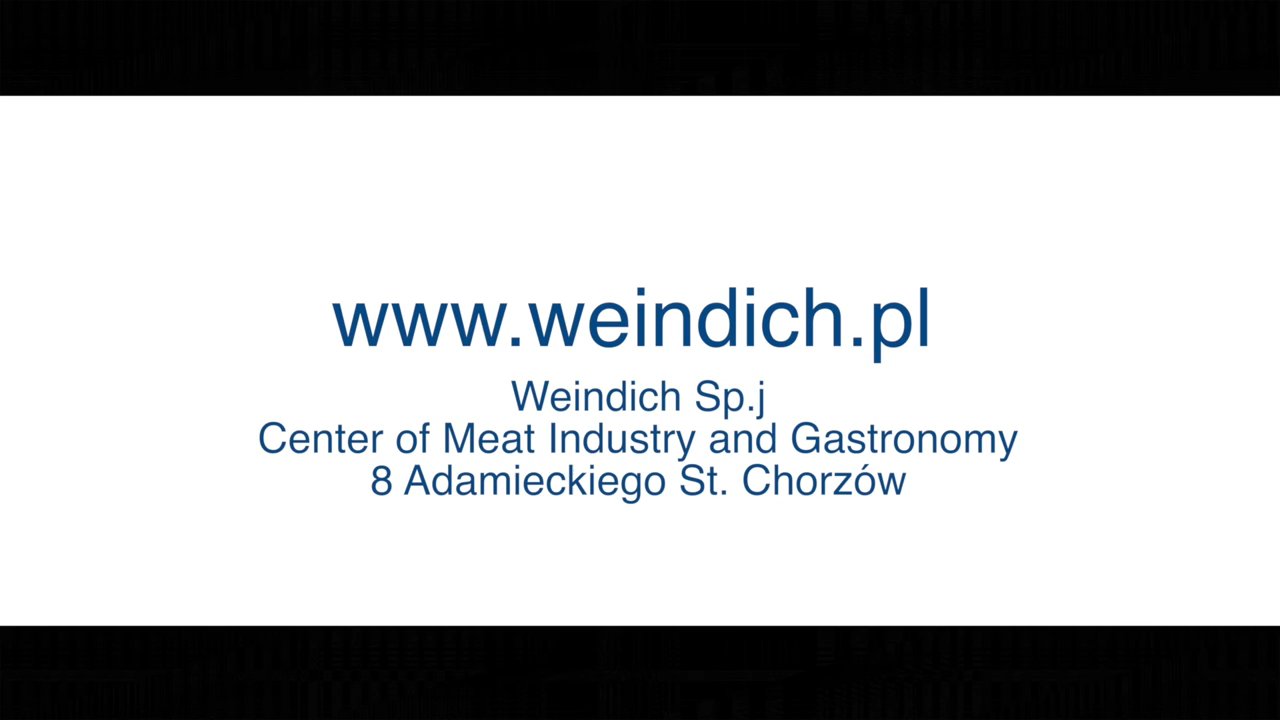 www.weindich.pl
Weindich Sp.j
Center of Meat Industry and Gastronomy
8 Adamieckiego St. Chorzów